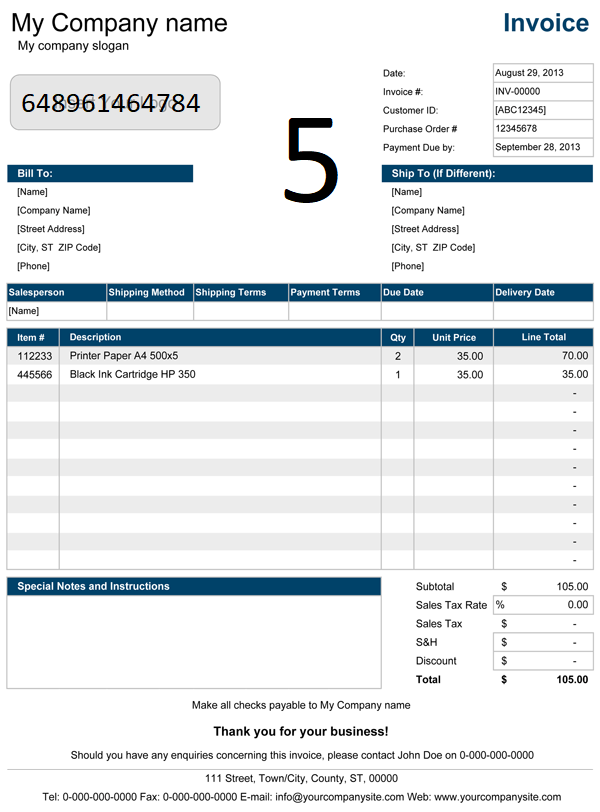 My Company name Invoice
My company slogan
648961464784
5
Date: August 29, 2013
Invoice #: INV-00000
Customer ID: [ABC12345]
Purchase Order # 12345678
Payment Due by: September 28, 2013
Bill To: Ship To (If Different):
[Name] [Name]
[Company Name] [Company Name]
[Street Address] [Street Address]
[City, ST ZIP Code] [City, ST ZIP Code]
[Phone] [Phone]
Salesperson Shipping Method Shipping Terms Payment Terms Due Date Delivery Date
[Name]
Item # Description Qty Unit Price Line Total
112233 Printer Paper A4 500x5 2 35.00 70.00
445566 Black Ink Cartridge HP 350 1 35.00 35.00
-
-
-
-
-
-
-
-
-
-
Special Notes and Instructions
Subtotal $ 105.00
Sales Tax Rate % 0.00
Sales Tax $ -
S&H $ -
Discount $ -
Total $ 105.00
Make all checks payable to My Company name
Thank you for your business!
Should you have any enquiries concerning this invoice, please contact John Doe on 0-000-000-0000
111 Street, Town/City, County, ST, 00000
Tel: 0-000-000-0000 Fax: 0-000-000-0000 E-mail: info@yourcompanysite.com Web: www.yourcompanysite.com